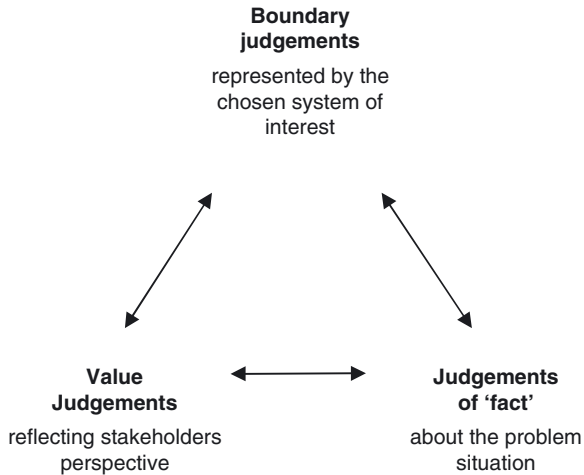 Boundary
judgements
represented by the
chosen system of
interest
Value
Judgements
reflecting stakeholders
perspective
Judgements
of ‘fact’
about the problem
situation